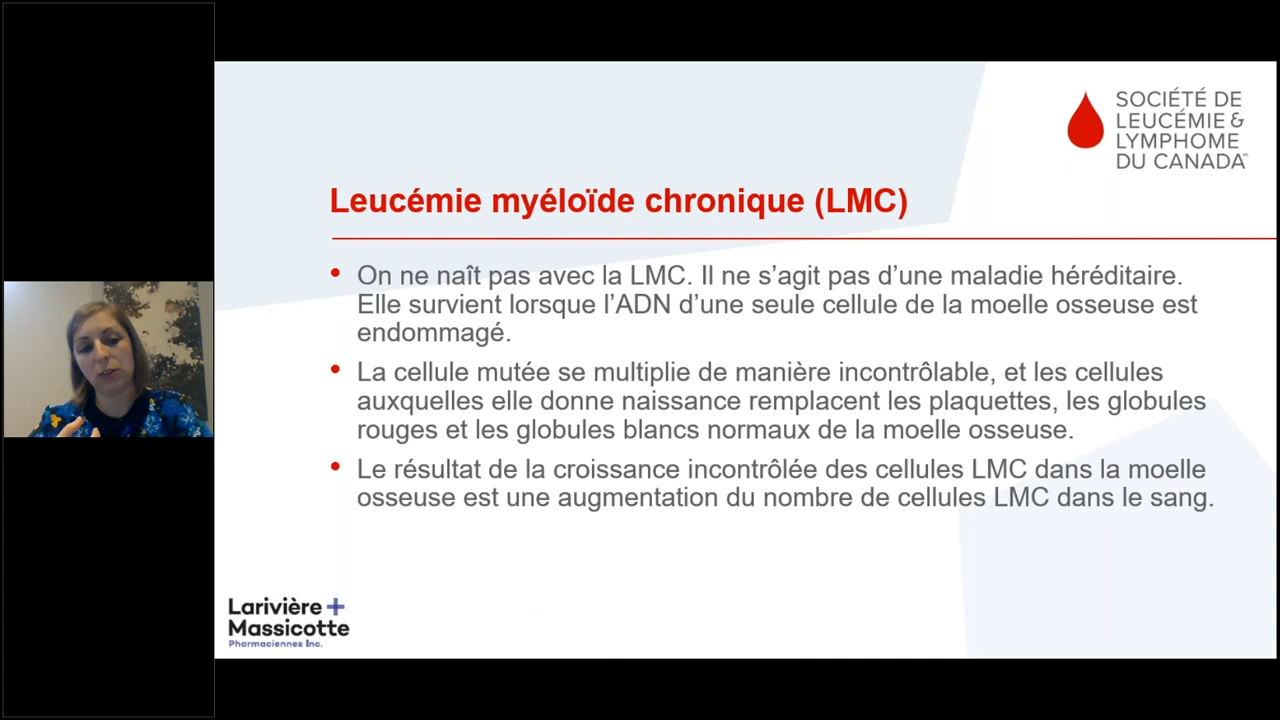 SOCIÉTÉ DE
LEUCÉMIE &
LYMPHOME
DU CANADA
Leucémie myéloïde chronique (LMC)
• On ne naît pas avec la LMC. Il ne s’agit pas d’une maladie héréditaire.
Elle survient lorsque l’ADN d’une seule cellule de la moelle osseuse est
endommagé.
• La cellule mutée se multiplie de manière incontrôlable, et les cellules
auxquelles elle donne naissance remplacent les plaquettes, les globules
rouges et les globules blancs normaux de la moelle osseuse.
• Le résultat de la croissance incontrôlée des cellules LMC dans la moelle
osseuse est une augmentation du nombre de cellules LMC dans le sang.
Larivière +
Massicotte
Pharmaciennes Inc.